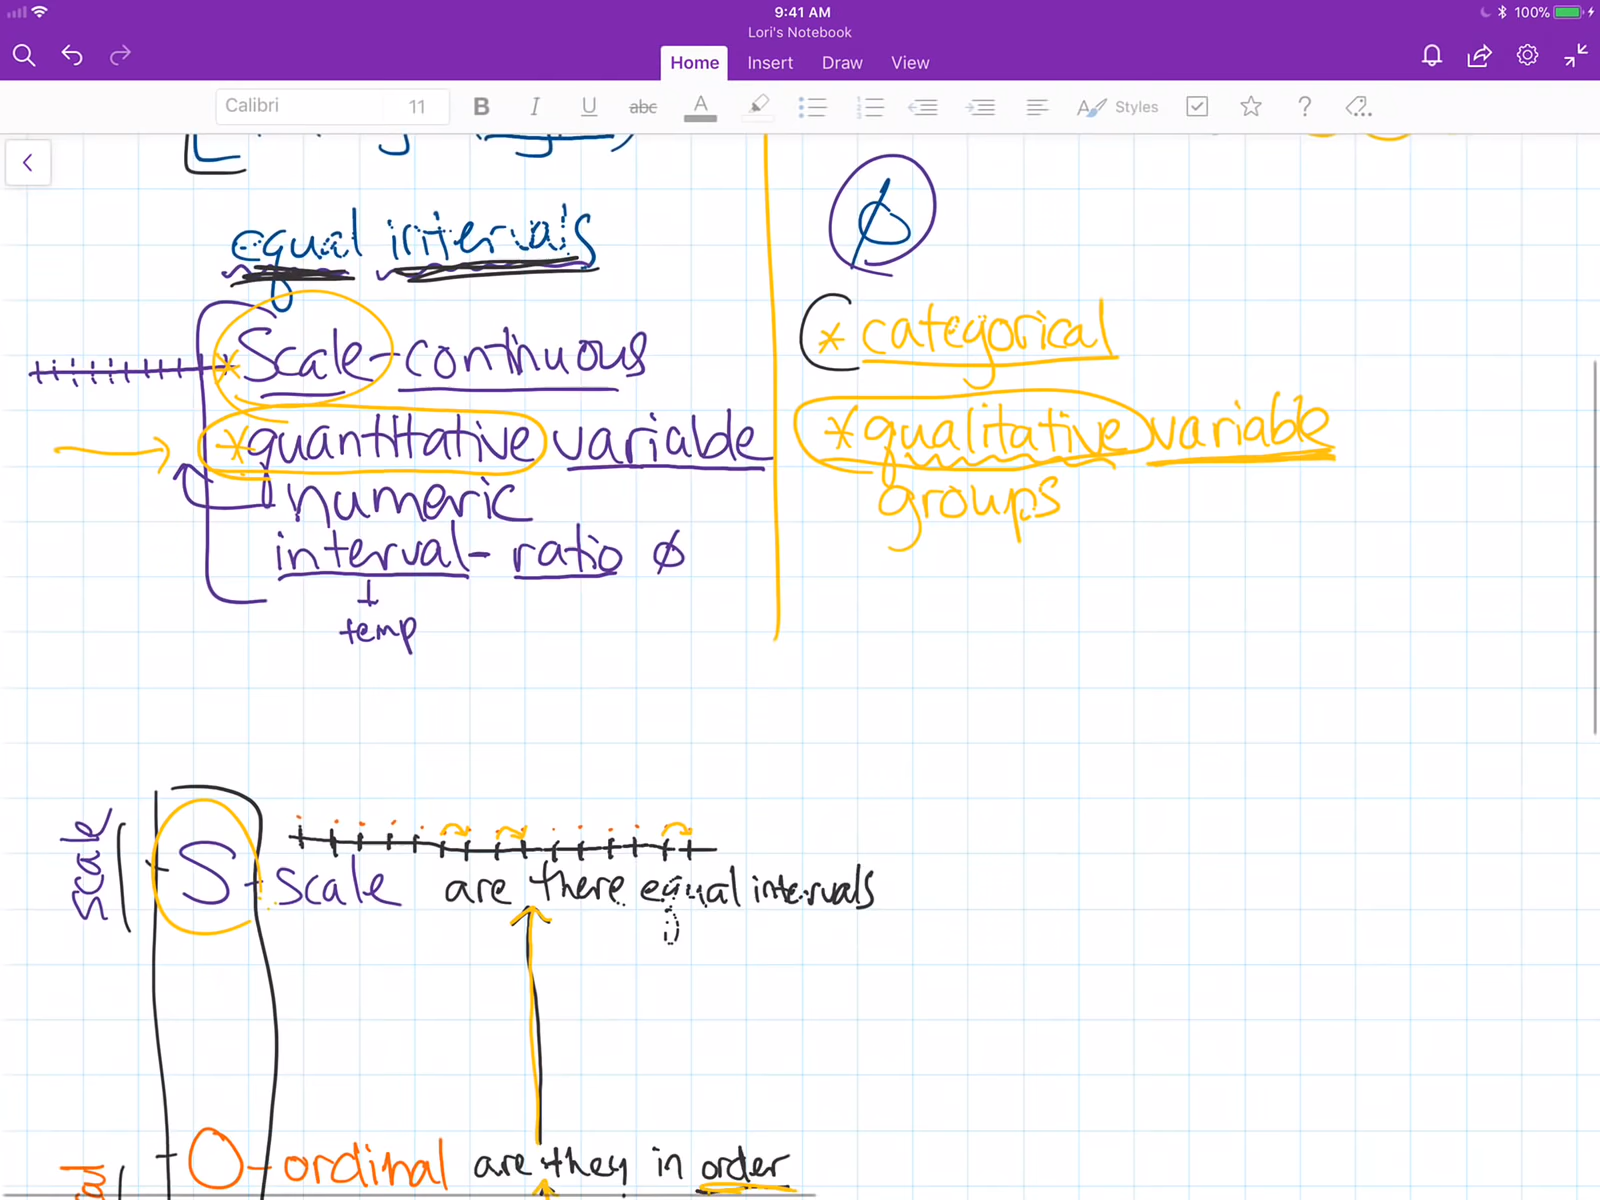 9:41 AM
100%
Lori's Notebook
Home Insert Draw View
Calibri 11 B I U abc A Styles
equal intervals
*Scale-continuous
*quantitative variable
numeric
interval- ratio ∅
temp
∅
*categorical
*qualitative variable
groups
scale
S - scale are there equal intervals
O - ordinal are they in order